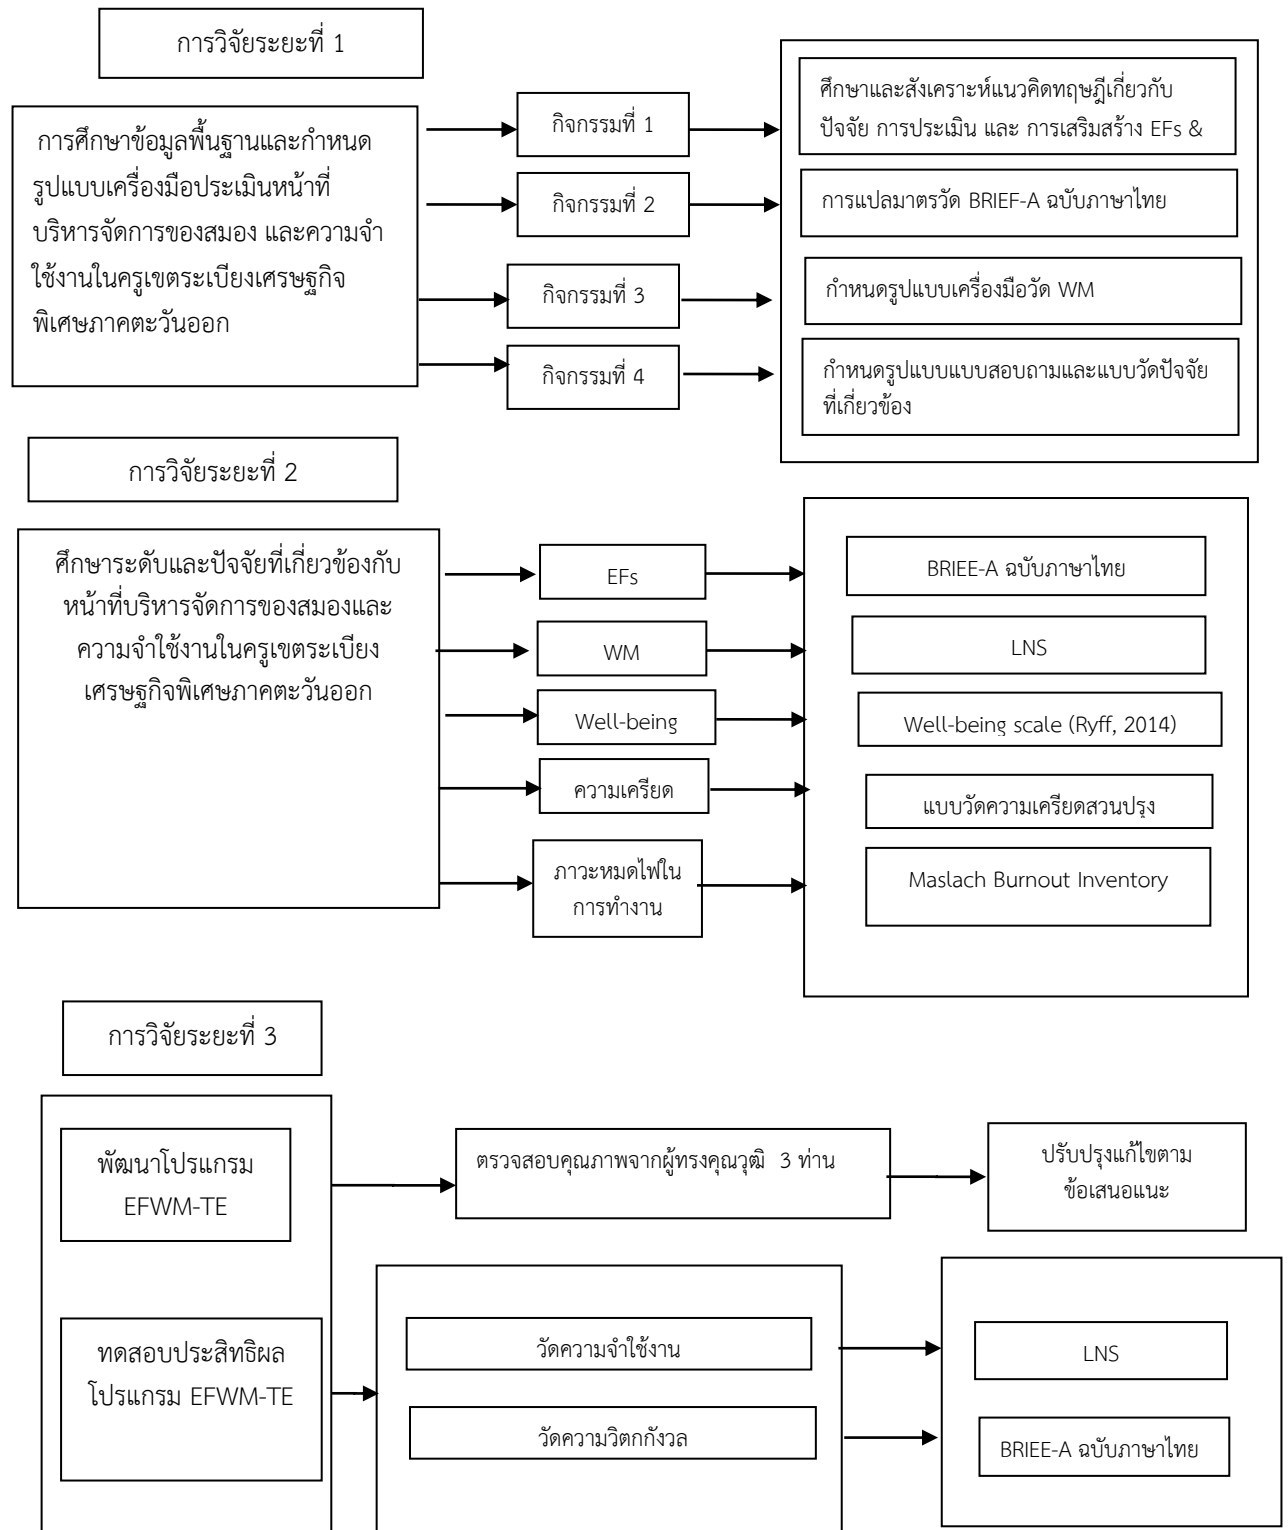 การวิจัยระยะที่ 1
การศึกษาข้อมูลพื้นฐานและกำหนด
รูปแบบเครื่องมือประเมินหน้าที่
บริหารจัดการของสมอง และความจำ
ใช้งานในครูเขตระเบียงเศรษฐกิจ
พิเศษภาคตะวันออก
กิจกรรมที่ 1
กิจกรรมที่ 2
กิจกรรมที่ 3
กิจกรรมที่ 4
ศึกษาและสังเคราะห์แนวคิดทฤษฎีเกี่ยวกับ
ปัจจัย การประเมิน และ การเสริมสร้าง EFs &
การแปลมาตรวัด BRIEF-A ฉบับภาษาไทย
กำหนดรูปแบบเครื่องมือวัด WM
กำหนดรูปแบบแบบสอบถามและแบบวัดปัจจัย
ที่เกี่ยวข้อง
การวิจัยระยะที่ 2
ศึกษาระดับและปัจจัยที่เกี่ยวข้องกับ
หน้าที่บริหารจัดการของสมองและ
ความจำใช้งานในครูเขตระเบียง
เศรษฐกิจพิเศษภาคตะวันออก
EFs
WM
Well-being
ความเครียด
ภาวะหมดไฟใน
การทำงาน
BRIEE-A ฉบับภาษาไทย
LNS
Well-being scale (Ryff, 2014)
แบบวัดความเครียดสวนปรุง
Maslach Burnout Inventory
การวิจัยระยะที่ 3
พัฒนาโปรแกรม
EFWM-TE
ตรวจสอบคุณภาพจากผู้ทรงคุณวุฒิ 3 ท่าน
ปรับปรุงแก้ไขตาม
ข้อเสนอแนะ
ทดสอบประสิทธิผล
โปรแกรม EFWM-TE
วัดความจำใช้งาน
วัดความวิตกกังวล
LNS
BRIEE-A ฉบับภาษาไทย